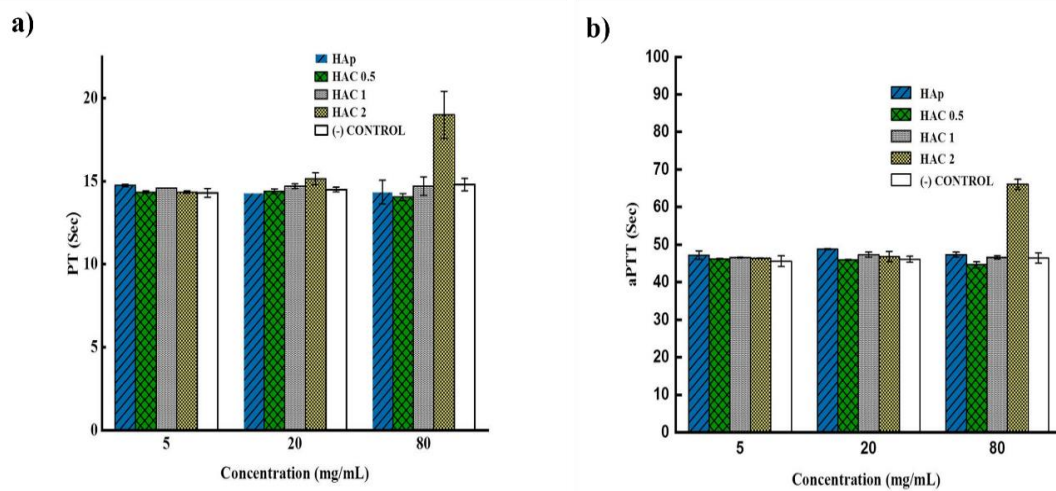 a)
HAp
HAC 0.5
HAC 1
HAC 2
(-) CONTROL
20
15
10
5
0
PT (Sec)
5 20 80
Concentration (mg/mL)
b)
100
90
80
70
60
50
40
30
20
10
0
aPTT (Sec)
HAp
HAC 0.5
HAC 1
HAC 2
(-) CONTROL
5 20 80
Concentration (mg/mL)